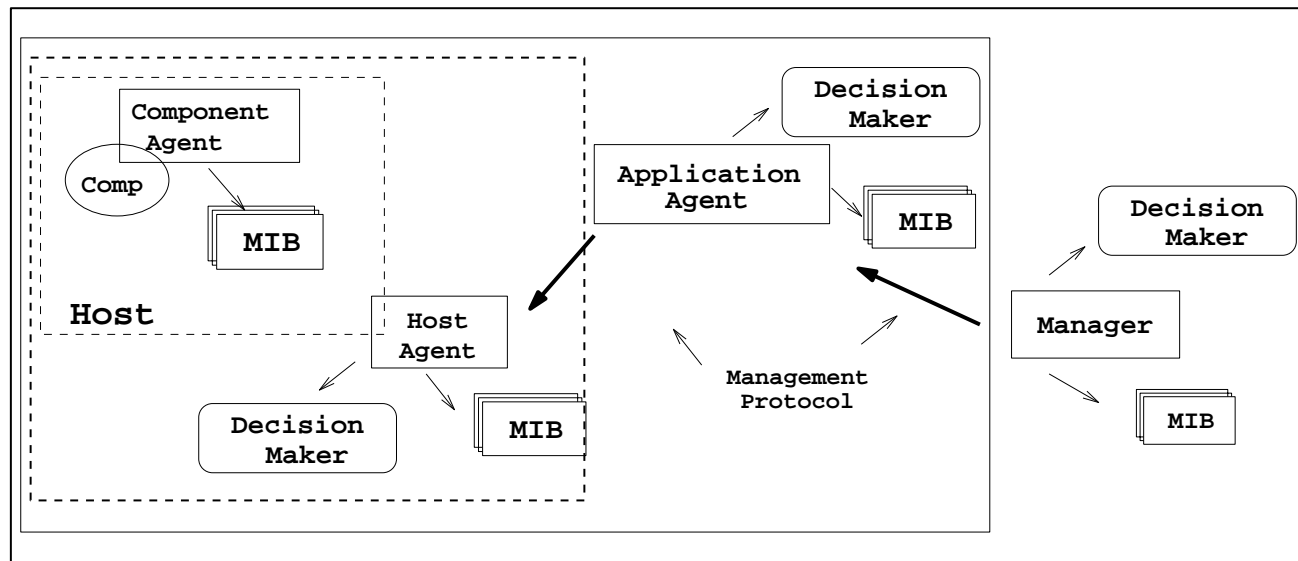 Component
Agent
Comp
MIB
Host
Host
Agent
Decision
Maker
MIB
Application
Agent
Decision
Maker
MIB
Management
Protocol
Manager
Decision
Maker
MIB